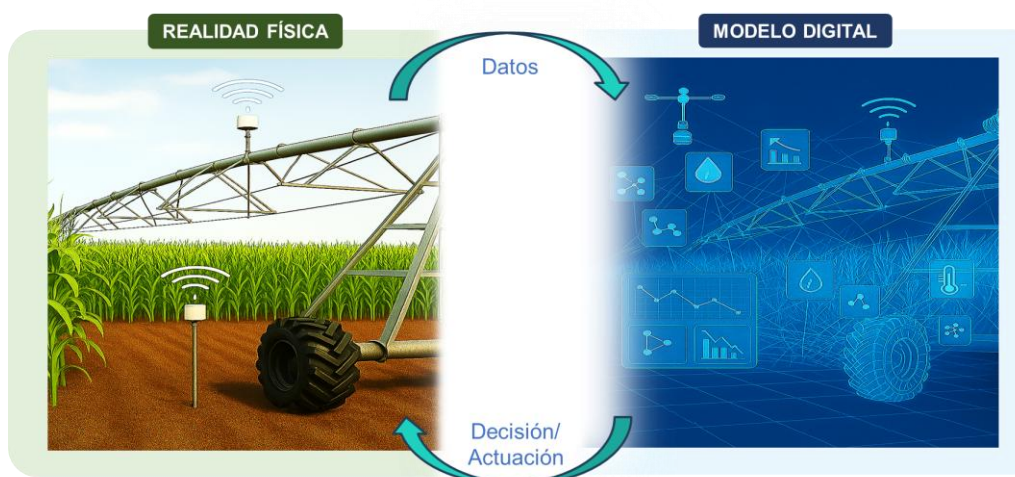 REALIDAD FÍSICA
MODELO DIGITAL
Datos
Decisión/
Actuación